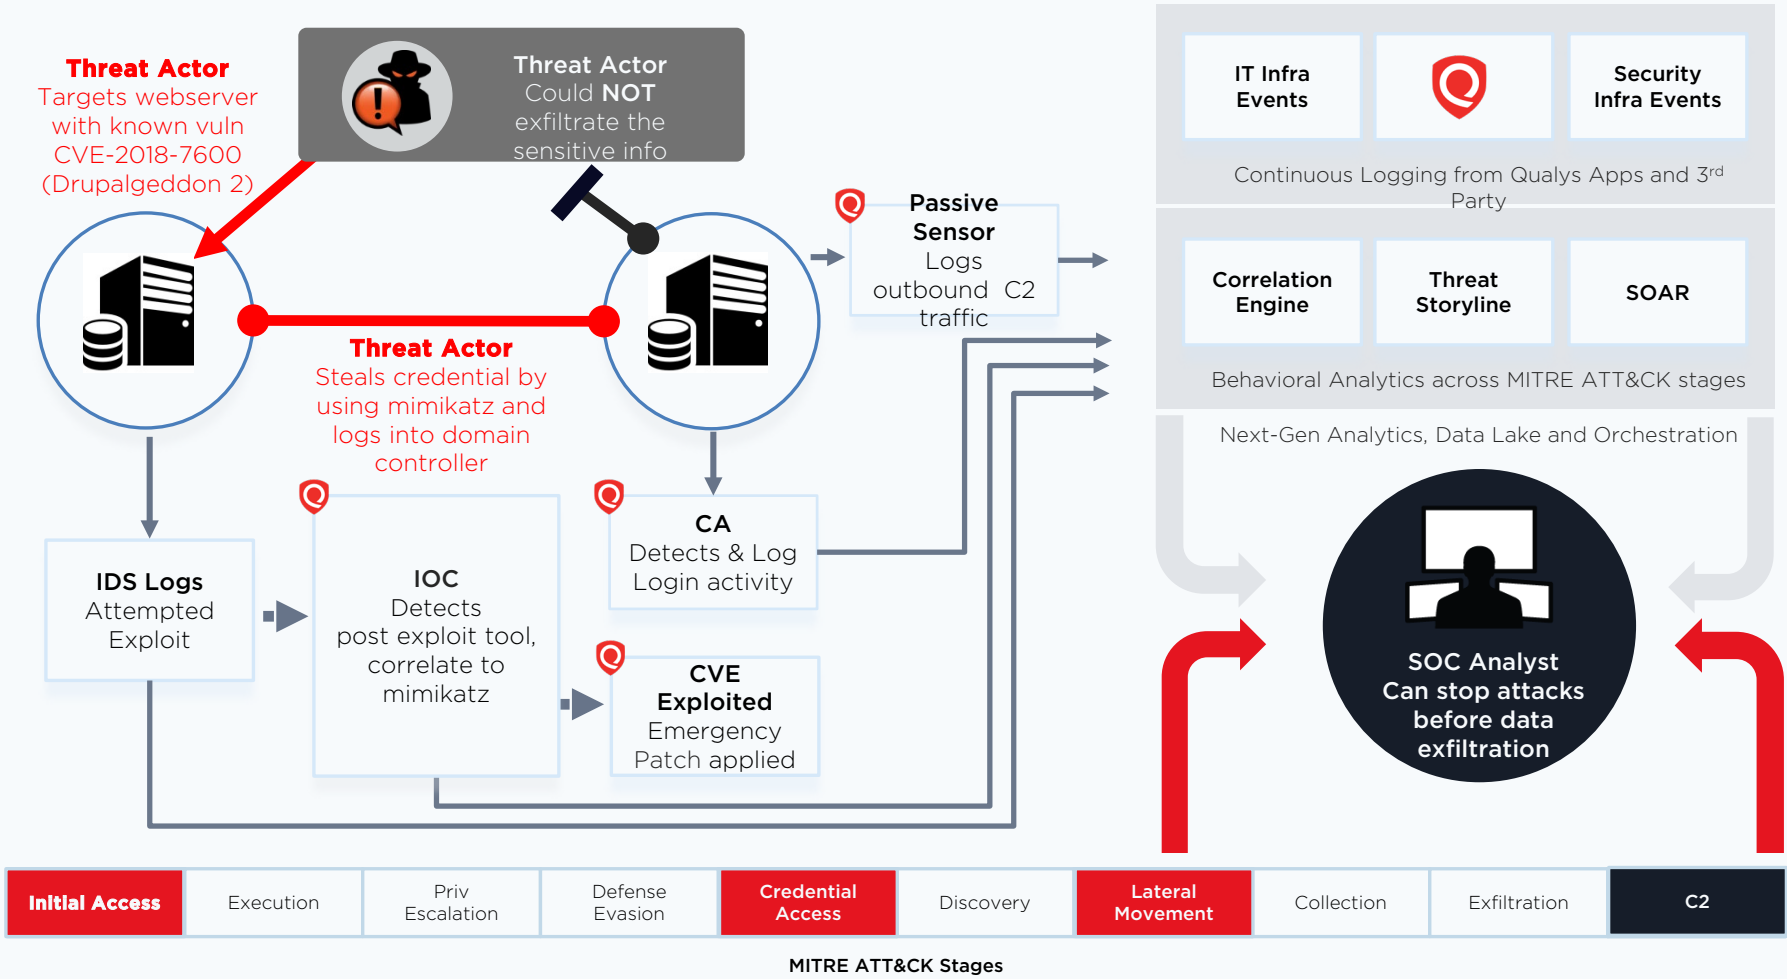 Threat Actor
Targets webserver
with known vuln
CVE-2018-7600
(Drupalgeddon 2)
Threat Actor
Could NOT
exfiltrate the
sensitive info
Threat Actor
Steals credential by
using mimikatz and
logs into domain
controller
Passive
Sensor
Logs
outbound C2
traffic
IDS Logs
Attempted
Exploit
IOC
Detects
post exploit tool,
correlate to
mimikatz
CA
Detects & Log
Login activity
CVE
Exploited
Emergency
Patch applied
IT Infra
Events
Security
Infra Events
Continuous Logging from Qualys Apps and 3rd
Party
Correlation
Engine
Threat
Storyline
SOAR
Behavioral Analytics across MITRE ATT&CK stages
Next-Gen Analytics, Data Lake and Orchestration
SOC Analyst
Can stop attacks
before data
exfiltration
Initial Access
Execution
Priv
Escalation
Defense
Evasion
Credential
Access
Discovery
Lateral
Movement
Collection
Exfiltration
C2
MITRE ATT&CK Stages